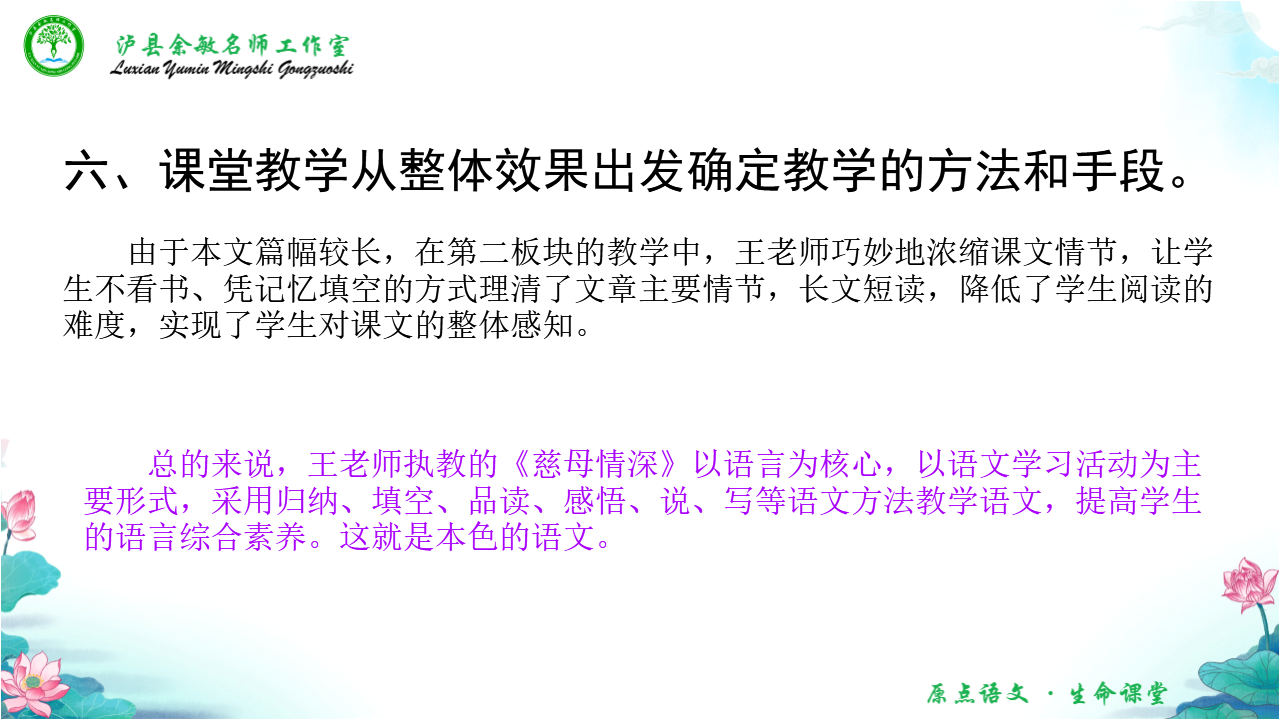 泸县余敏名师工作室
Luxian Yumin Mingshi Gongzuoshi
六、课堂教学从整体效果出发确定教学的方法和手段。
由于本文篇幅较长，在第二板块的教学中，王老师巧妙地浓缩课文情节，让学
生不看书、凭记忆填空的方式理清了文章主要情节，长文短读，降低了学生阅读的
难度，实现了学生对课文的整体感知。
总的来说，王老师执教的《慈母情深》以语言为核心，以语文学习活动为主
要形式，采用归纳、填空、品读、感悟、说、写等语文方法教学语文，提高学生
的语言综合素养。这就是本色的语文。
原点语文 · 生命课堂